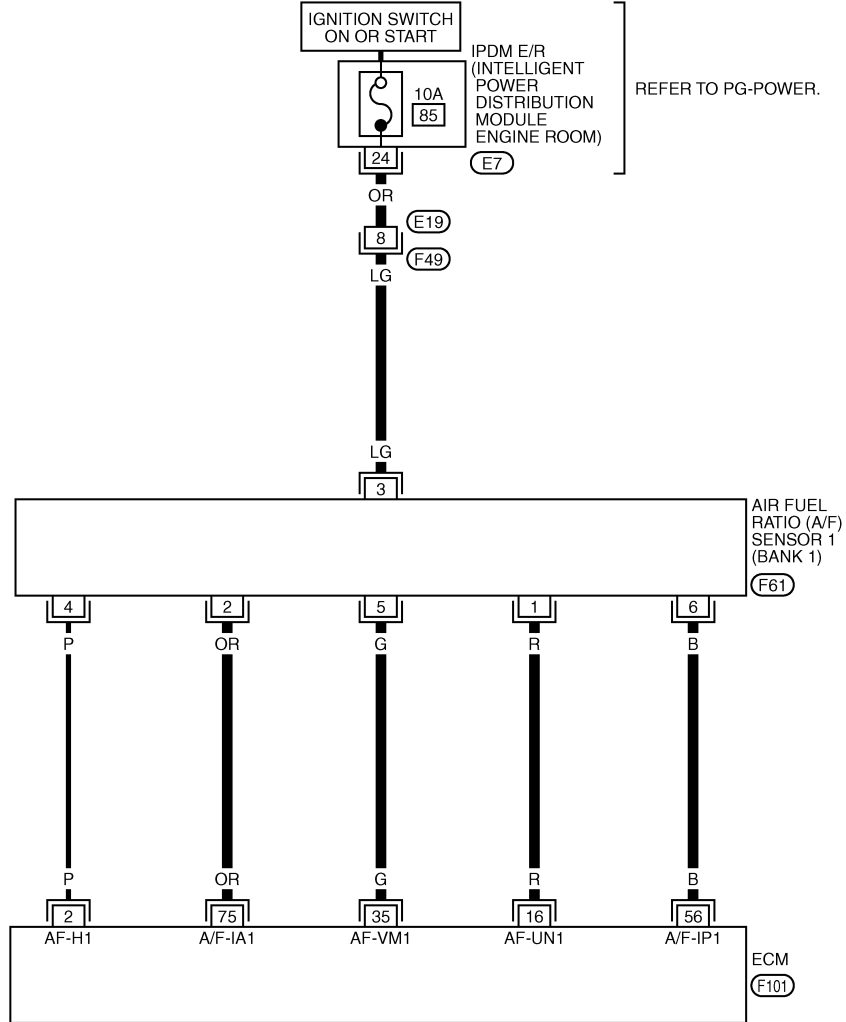 IGNITION SWITCH
ON OR START
IPDM E/R
(INTELLIGENT
POWER
DISTRIBUTION
MODULE
ENGINE ROOM)
REFER TO PG-POWER.
10A
85
24
E7
OR
E19
8
F49
LG
LG
3
AIR FUEL
RATIO (A/F)
SENSOR 1
(BANK 1)
F61
4 2 5 1 6
P OR G R B
P OR G R B
2 75 35 16 56
AF-H1 A/F-IA1 AF-VM1 AF-UN1 A/F-IP1
ECM
F101